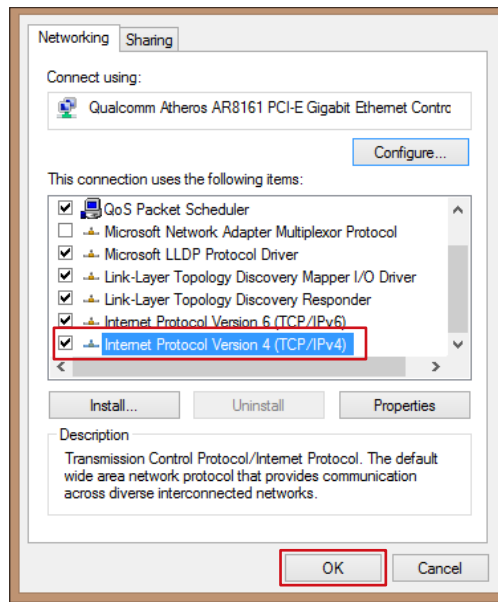 Networking Sharing
Connect using:
Qualcomm Atheros AR8161 PCI-E Gigabit Ethernet Contrc
Configure...
This connection uses the following items:
QoS Packet Scheduler
Microsoft Network Adapter Multiplexor Protocol
Microsoft LLDP Protocol Driver
Link-Layer Topology Discovery Mapper I/O Driver
Link-Layer Topology Discovery Responder
Internet Protocol Version 6 (TCP/IPv6)
Internet Protocol Version 4 (TCP/IPv4)
Install... Uninstall Properties
Description
Transmission Control Protocol/Internet Protocol. The default
wide area network protocol that provides communication
across diverse interconnected networks.
OK Cancel